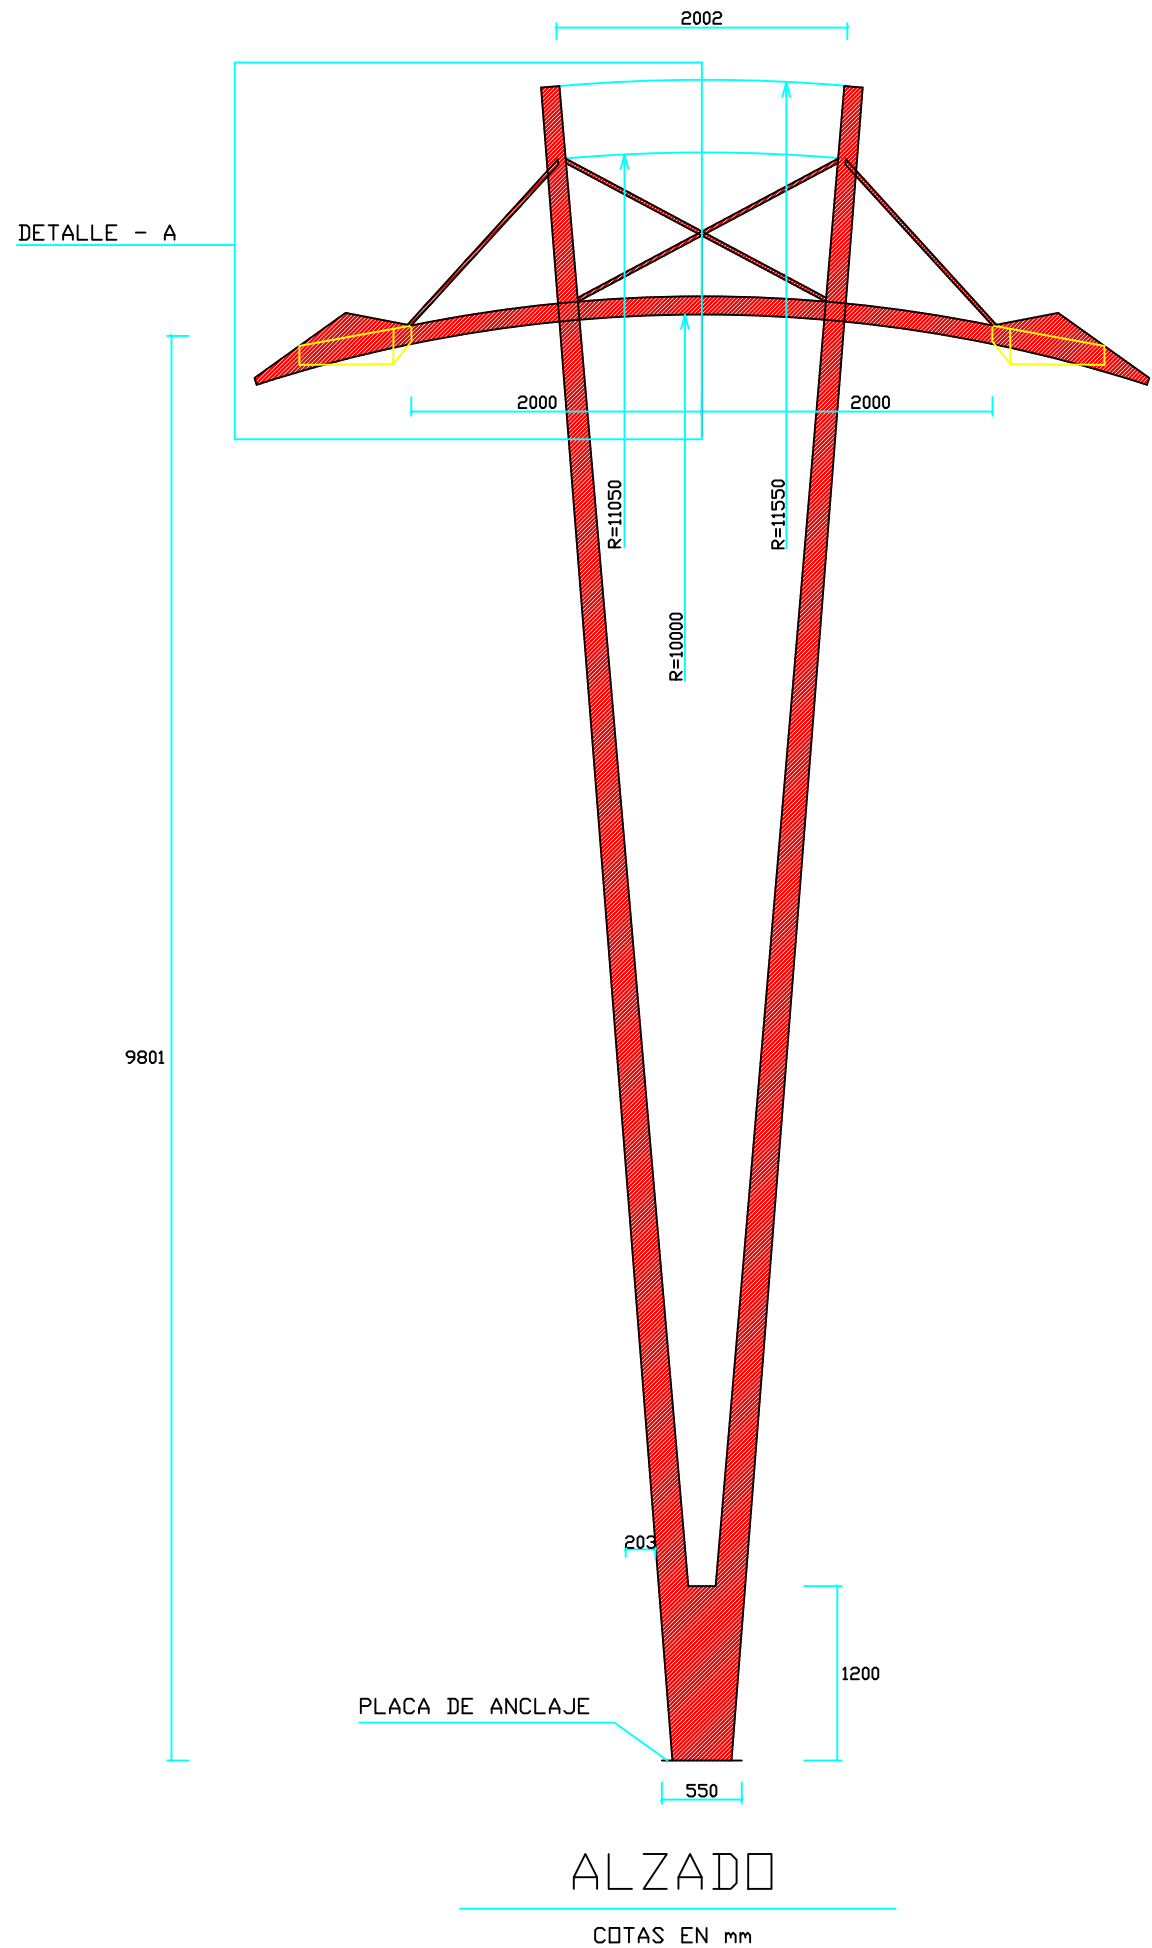 2002
DETALLE - A
2000
2000
R=11050
R=11550
R=10000
9801
203
1200
PLACA DE ANCLAJE
550
ALZADO
COTAS EN mm